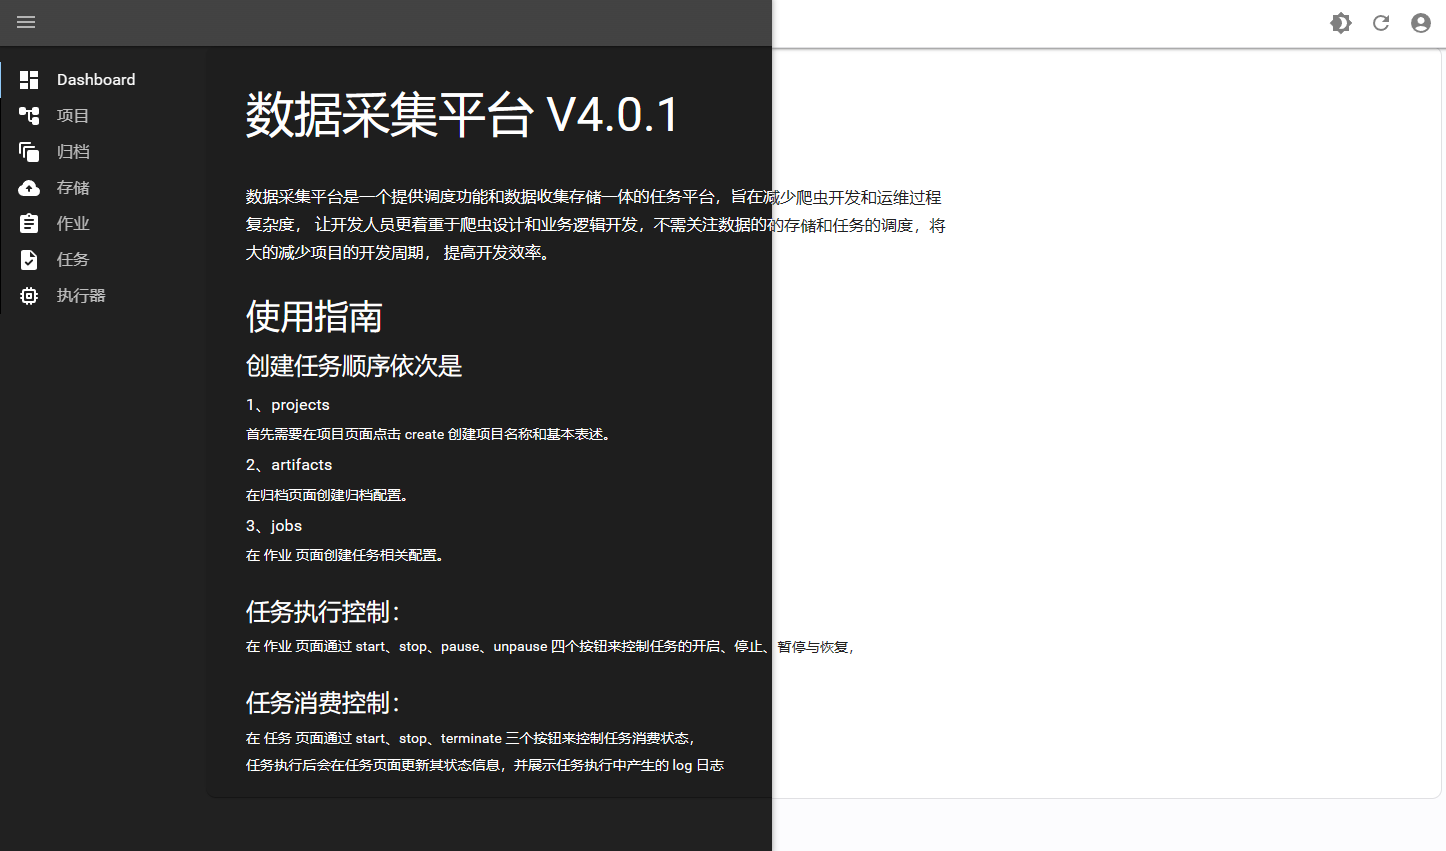 Dashboard
项目
归档
存储
作业
任务
执行器
数据采集平台 V4.0.1
数据采集平台是一个提供调度功能和数据收集存储一体的任务平台，旨在减少爬虫开发和运维过程
复杂度， 让开发人员更着重于爬虫设计和业务逻辑开发，不需关注数据的的存储和任务的调度，将
大的减少项目的开发周期， 提高开发效率。
使用指南
创建任务顺序依次是
1、projects
首先需要在项目页面点击 create 创建项目名称和基本表述。
2、artifacts
在归档页面创建归档配置。
3、jobs
在 作业 页面创建任务相关配置。
任务执行控制：
在 作业 页面通过 start、stop、pause、unpause 四个按钮来控制任务的开启、停止、暂停与恢复，
任务消费控制：
在 任务 页面通过 start、stop、terminate 三个按钮来控制任务消费状态，
任务执行后会在任务页面更新其状态信息，并展示任务执行中产生的 log 日志